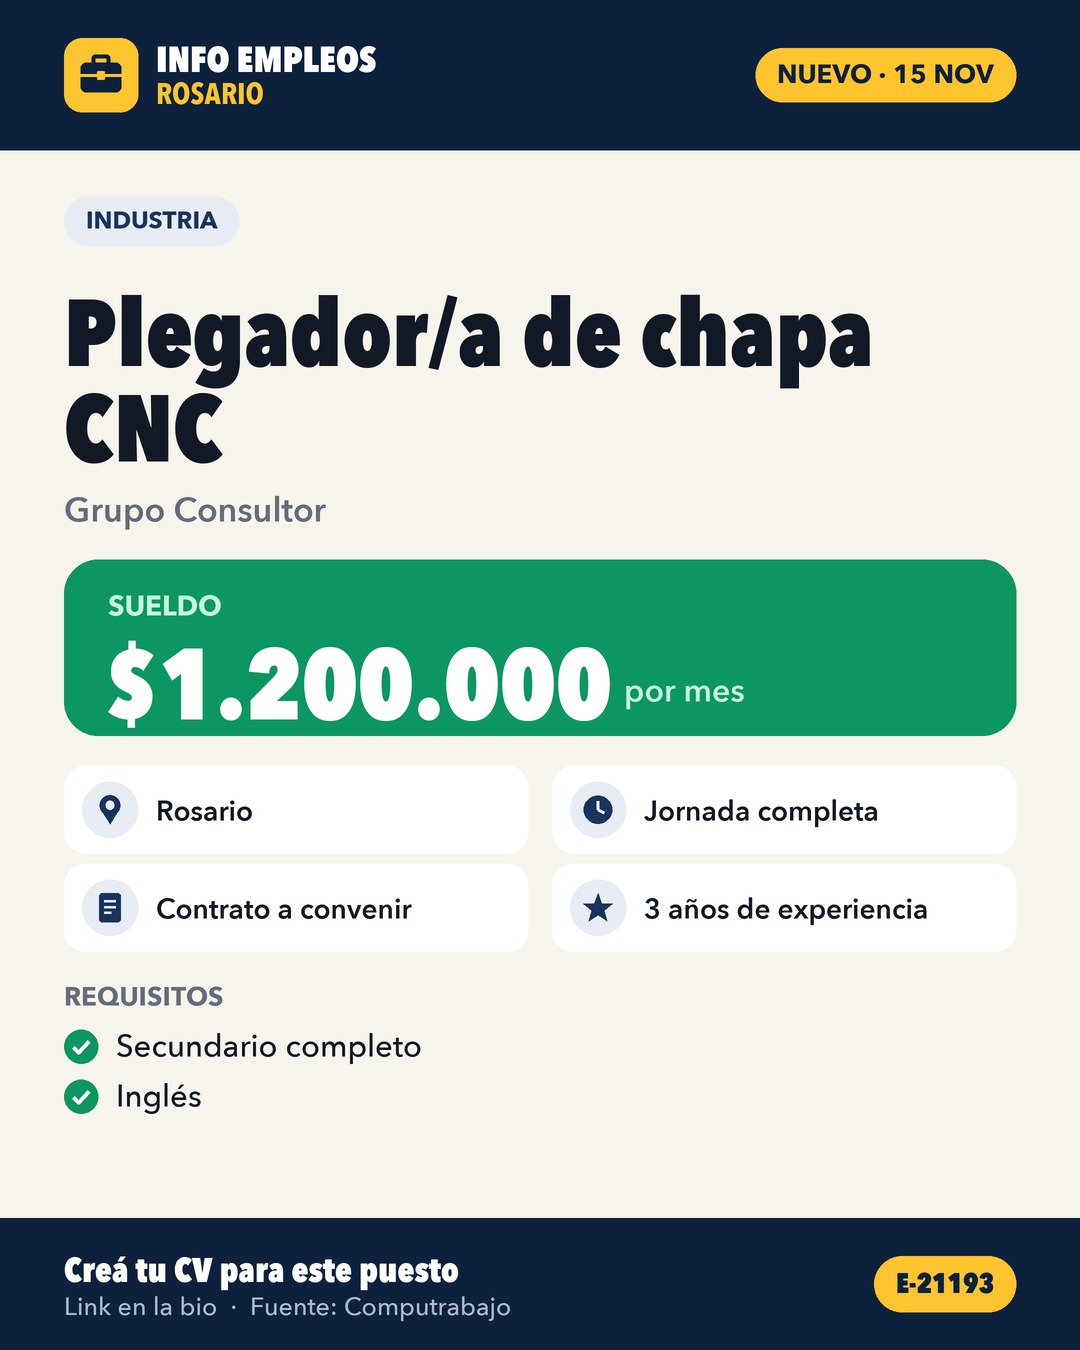 INFO EMPLEOS
ROSARIO
NUEVO · 15 NOV
INDUSTRIA
Plegador/a de chapa
CNC
Grupo Consultor
SUELDO
$1.200.000 por mes
Rosario
Jornada completa
Contrato a convenir
3 años de experiencia
REQUISITOS
Secundario completo
Inglés
Creá tu CV para este puesto
Link en la bio · Fuente: Computrabajo
E-21193